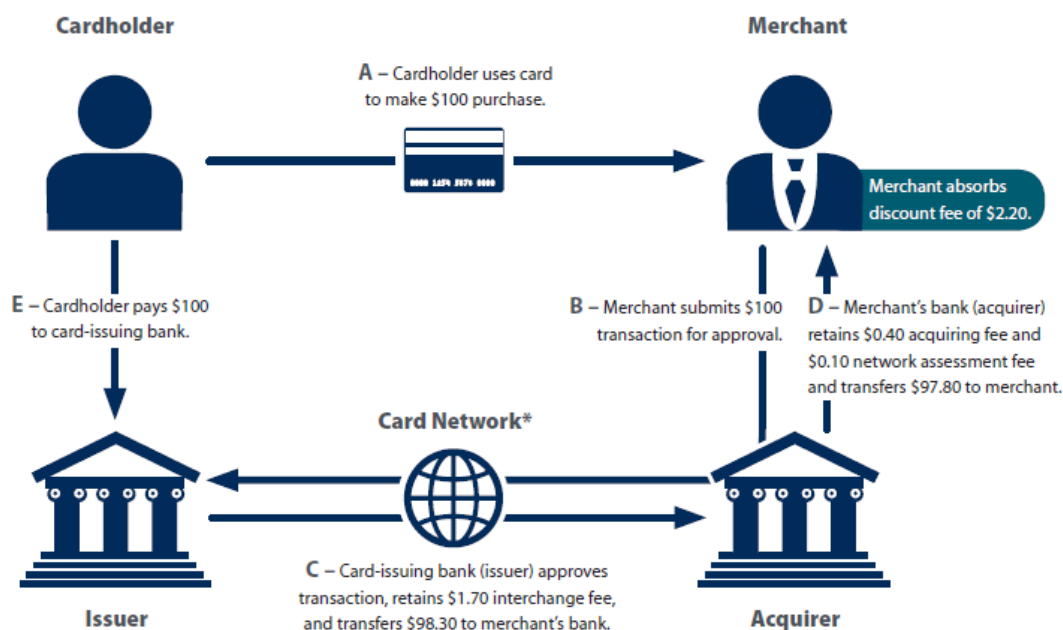 Cardholder
Merchant
A – Cardholder uses card
to make $100 purchase.
Merchant absorbs
discount fee of $2.20.
E – Cardholder pays $100
to card-issuing bank.
B – Merchant submits $100
transaction for approval.
D – Merchant’s bank (acquirer)
retains $0.40 acquiring fee and
$0.10 network assessment fee
and transfers $97.80 to merchant.
Card Network*
C – Card-issuing bank (issuer) approves
transaction, retains $1.70 interchange fee,
and transfers $98.30 to merchant’s bank.
Issuer
Acquirer